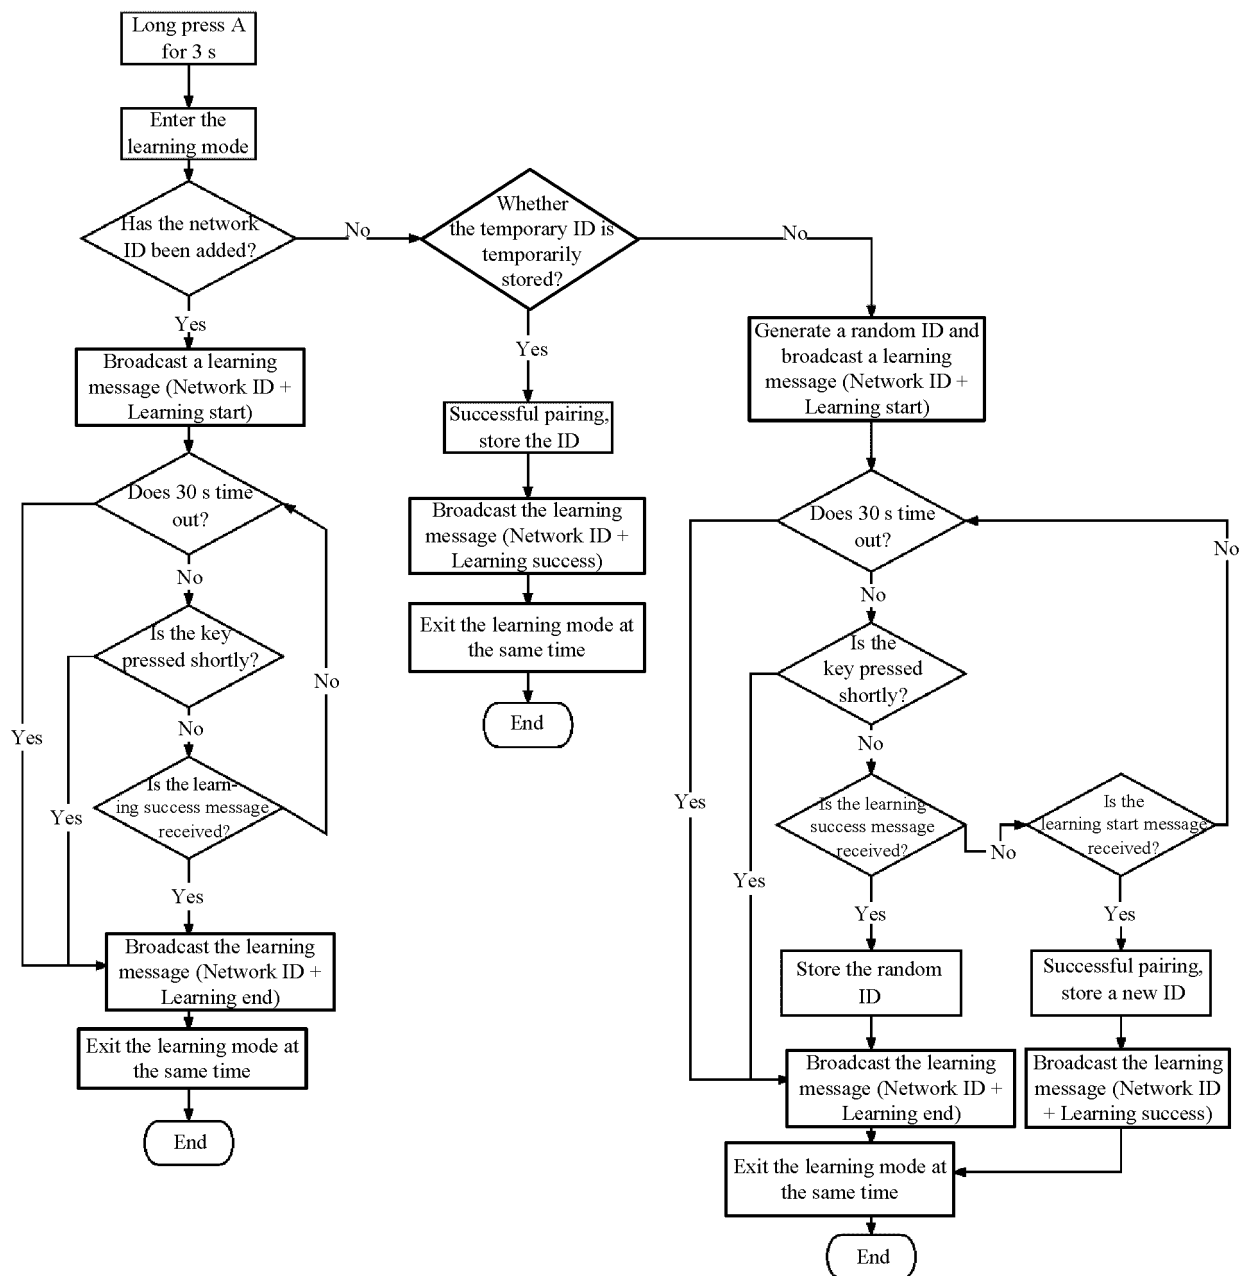 Long press A
for 3 s
Enter the
learning mode
Has the network
ID been added?
No
Whether
the temporary ID is
temporarily
stored?
No
Yes
Broadcast a learning
message (Network ID +
Learning start)
Does 30 s time
out?
No
Is the key
pressed shortly?
No
No
Yes
Yes
Is the learn-
ing success message
received?
Yes
Broadcast the learning
message (Network ID +
Learning end)
Exit the learning mode at
the same time
End
Yes
Successful pairing,
store the ID
Broadcast the learning
message (Network ID +
Learning success)
Exit the learning mode at
the same time
End
Generate a random ID and
broadcast a learning
message (Network ID +
Learning start)
Does 30 s time
out?
No
No
Is the
key pressed
shortly?
No
Yes
Yes
Is the learning
success message
received?
No
Is the
learning start message
received?
Yes
Yes
Store the random
ID
Successful pairing,
store a new ID
Broadcast the learning
message (Network ID +
Learning end)
Broadcast the learning
message (Network ID
+ Learning success)
Exit the learning mode at
the same time
End